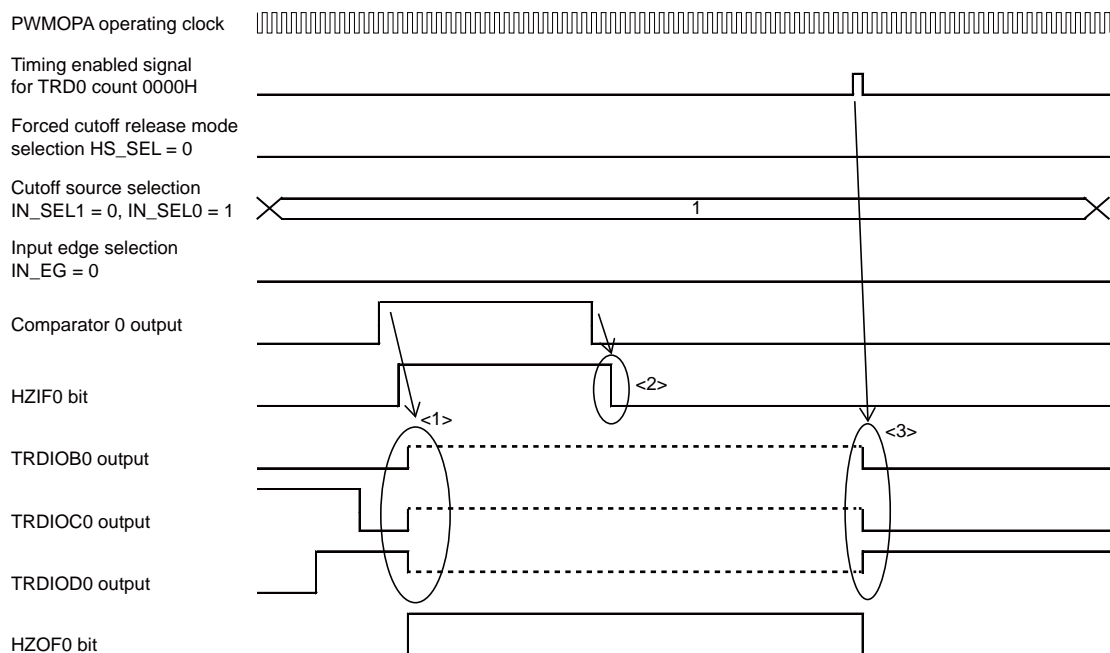 PWMOPA operating clock
Timing enabled signal
for TRD0 count 0000H
Forced cutoff release mode
selection HS_SEL = 0
Cutoff source selection
IN_SEL1 = 0, IN_SEL0 = 1
1
Input edge selection
IN_EG = 0
Comparator 0 output
HZIF0 bit
<2>
<1>
<3>
TRDIOB0 output
TRDIOC0 output
TRDIOD0 output
HZOF0 bit